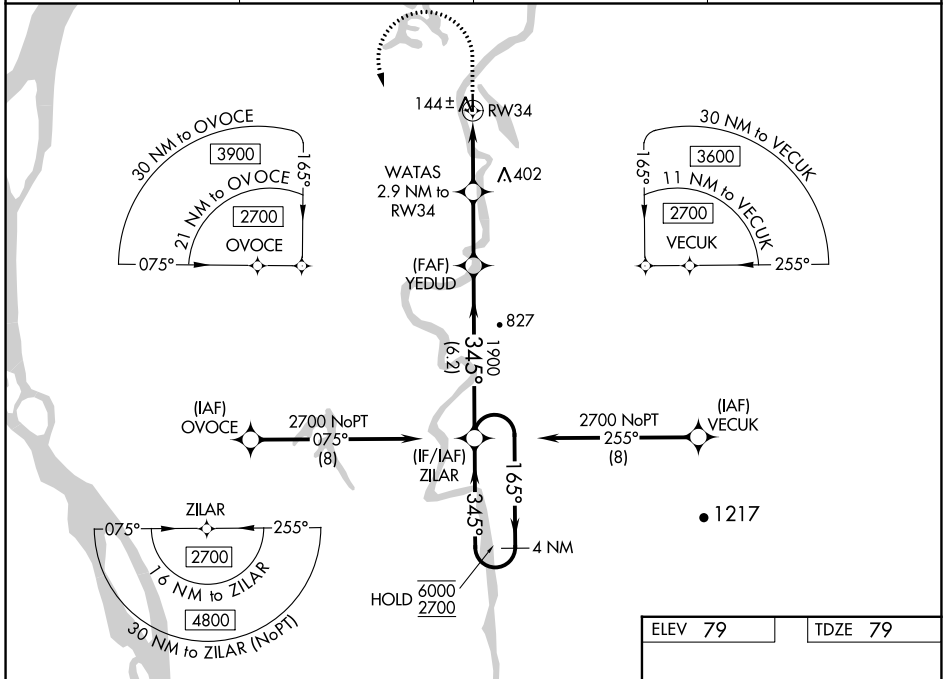 144± RW34
WATAS
2.9 NM to
RW34
402
30 NM to OVOCE
3900
165°
21 NM to OVOCE
2700
OVOCE
075°
30 NM to VECUK
3600
165°
11 NM to VECUK
2700
VECUK
255°
(FAF)
YEDUD
827
345°
1900
(6.2)
(IAF)
OVOCE
2700 NoPT
075°
(8)
(IF/IAF)
ZILAR
2700 NoPT
255°
(8)
(IAF)
VECUK
345°
165°
4 NM
HOLD 6000
2700
1217
ZILAR
075°
255°
2700
16 NM to ZILAR
4800
30 NM to ZILAR (NoPT)
ELEV 79
TDZE 79